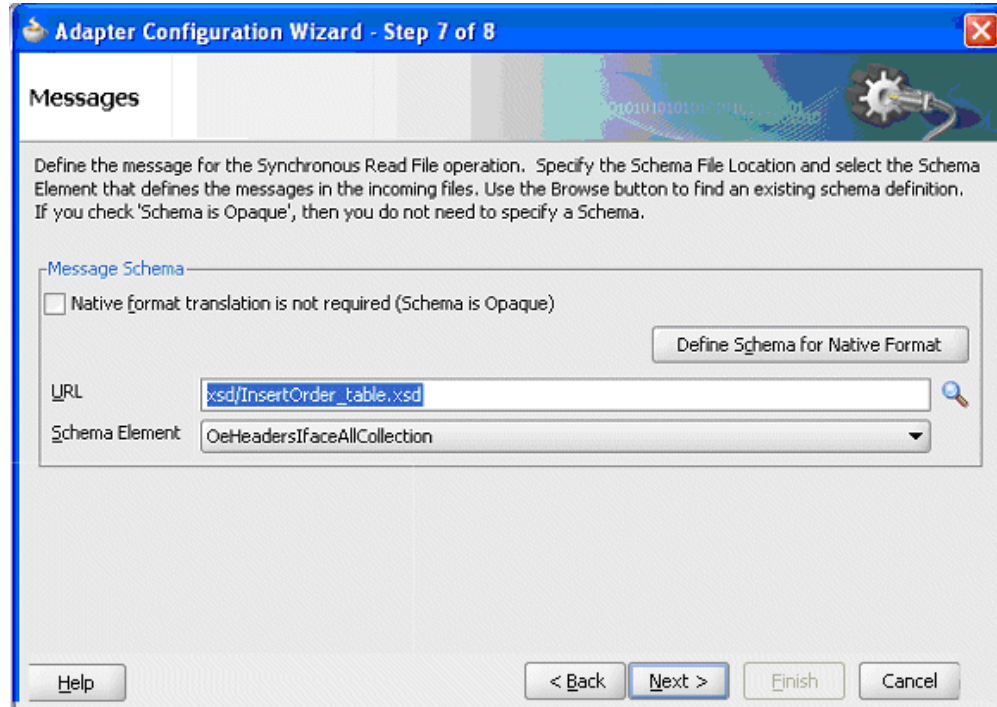 Adapter Configuration Wizard - Step 7 of 8
Messages
Define the message for the Synchronous Read File operation. Specify the Schema File Location and select the Schema
Element that defines the messages in the incoming files. Use the Browse button to find an existing schema definition.
If you check 'Schema is Opaque', then you do not need to specify a Schema.
Message Schema
Native format translation is not required (Schema is Opaque)
Define Schema for Native Format
URL xsd/InsertOrder_table.xsd
Schema Element OeHeadersIfaceAllCollection
Help < Back Next > Finish Cancel